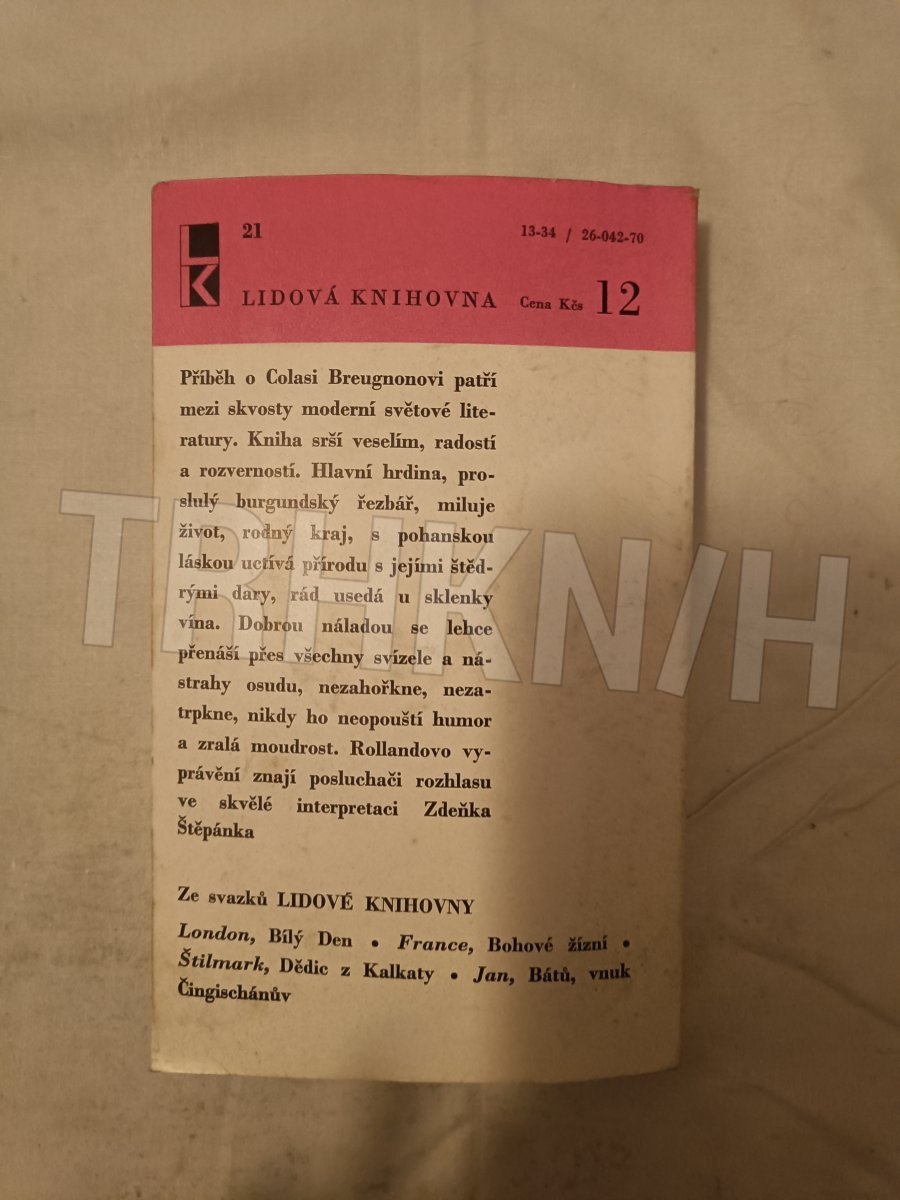 LK
21
13-34 / 26-042-70
LIDOVÁ KNIHOVNA
Cena Kčs 12
Příběh o Colasi Breugnonovi patří
mezi skvosty moderní světové lite-
ratury. Kniha srší veselím, radostí
a rozverností. Hlavní hrdina, pro-
slulý burgundský řezbář, miluje
život, rodný kraj, s pohanskou
láskou uctívá přírodu s jejími štěd-
rými dary, rád usedá u sklenky
vína. Dobrou náladou se lehce
přenáší přes všechny svízele a ná-
strahy osudu, nezahořkne, neza-
trpkne, nikdy ho neopouští humor
a zralá moudrost. Rollandovo vy-
právění znají posluchači rozhlasu
ve skvělé interpretaci Zdeňka
Štěpánka
Ze svazků LIDOVÉ KNIHOVNY
London, Bílý Den • France, Bohové žízní •
Štilmark, Dědic z Kalkaty • Jan, Bátů, vnuk
Čingischánův
TRHKN/H